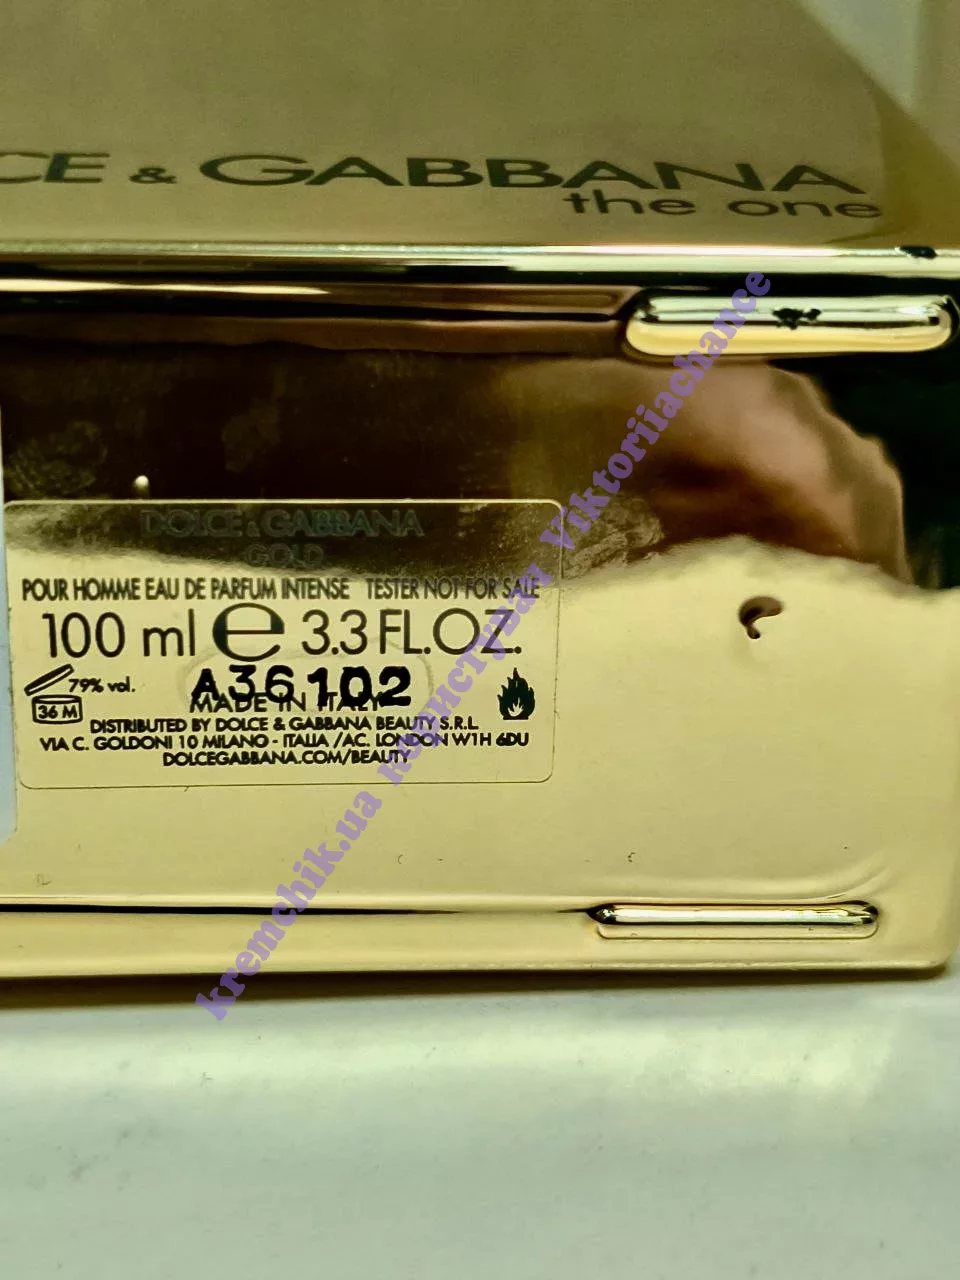 CE & GABBANA
the one
DOLCE & GABBANA
GOLD
POUR HOMME EAU DE PARFUM INTENSE TESTER NOT FOR SALE
100 ml e 3.3 FL.OZ.
79% vol.
A36102
36 M
MADE IN ITALY
DISTRIBUTED BY DOLCE & GABBANA BEAUTY S.R.L.
VIA C. GOLDONI 10 MILANO - ITALIA /AC. LONDON W1H 6DU
DOLCEGABBANA.COM/BEAUTY
kremchik.ua користувач Viktoriiachance